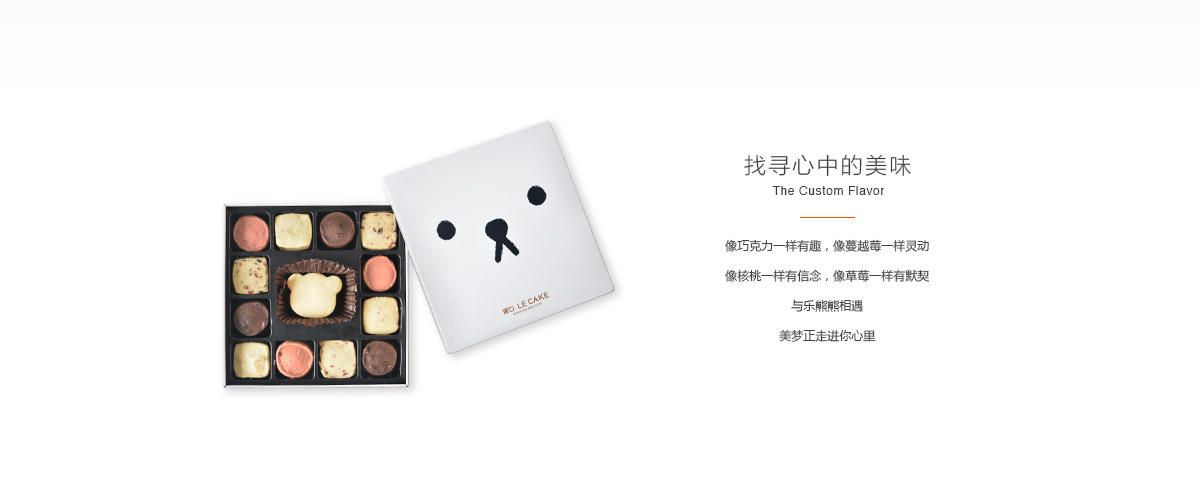 找寻心中的美味
The Custom Flavor
像巧克力一样有趣，像蔓越莓一样灵动
像核桃一样有信念，像草莓一样有默契
与乐熊熊相遇
美梦正走进你心里
LE CAKE